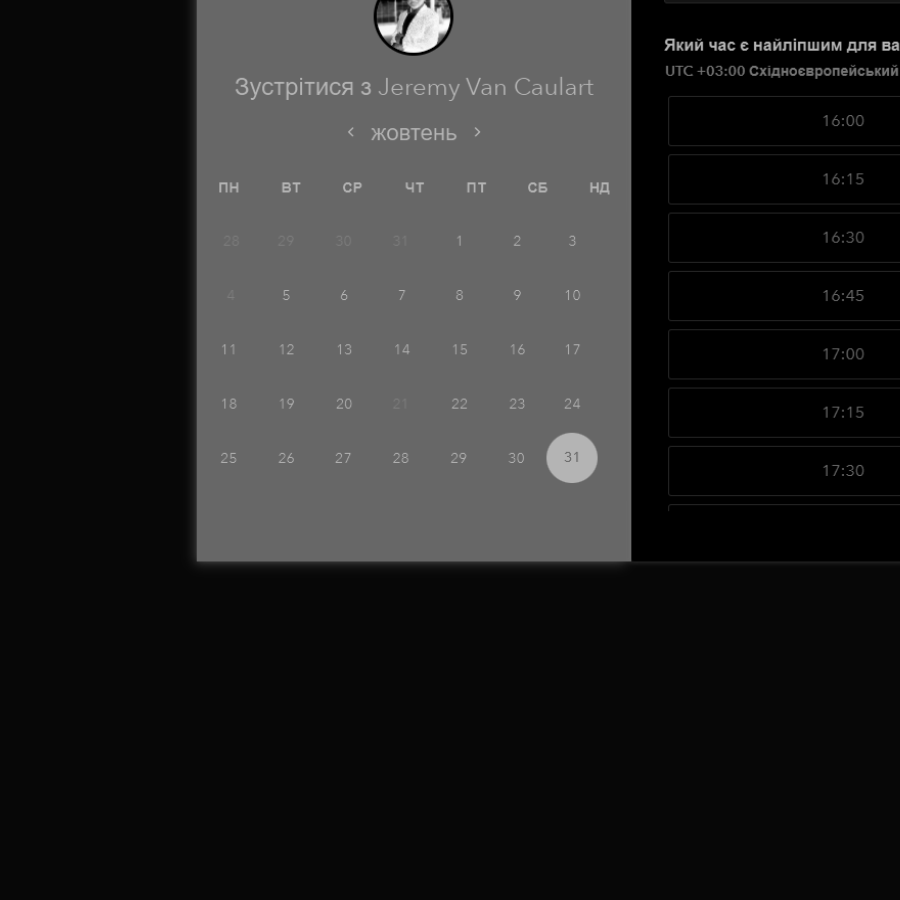 Зустрітися з Jeremy Van Caulart
‹ жовтень ›
ПН ВТ СР ЧТ ПТ СБ НД
28 29 30 31 1 2 3
4 5 6 7 8 9 10
11 12 13 14 15 16 17
18 19 20 21 22 23 24
25 26 27 28 29 30 31
Який час є найліпшим для ва
UTC +03:00 Східноєвропейський
16:00
16:15
16:30
16:45
17:00
17:15
17:30